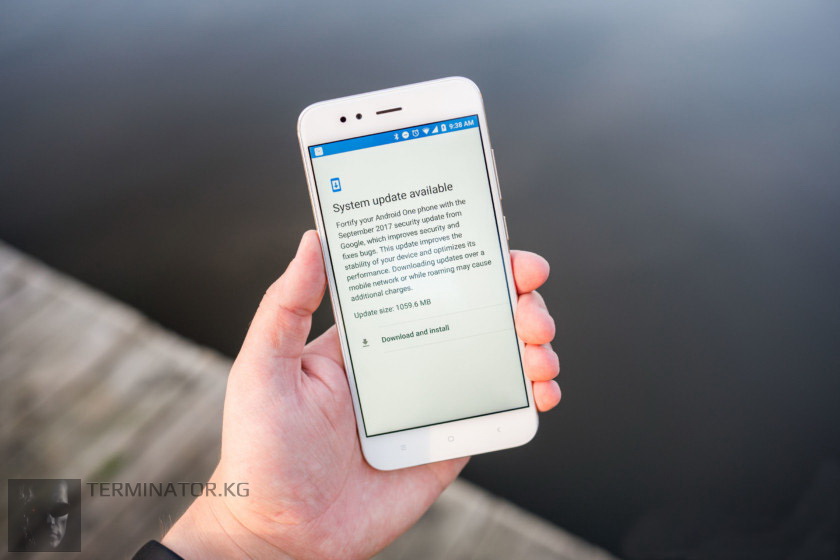 9:38 AM
System update available
Fortify your Android One phone with the
September 2017 security update from
Google, which improves security and
fixes bugs. This update improves the
stability of your device and optimizes its
performance. Downloading updates over a
mobile network or while roaming may cause
additional charges.
Update size: 1059.6 MB
Download and install
TERMINATOR.KG